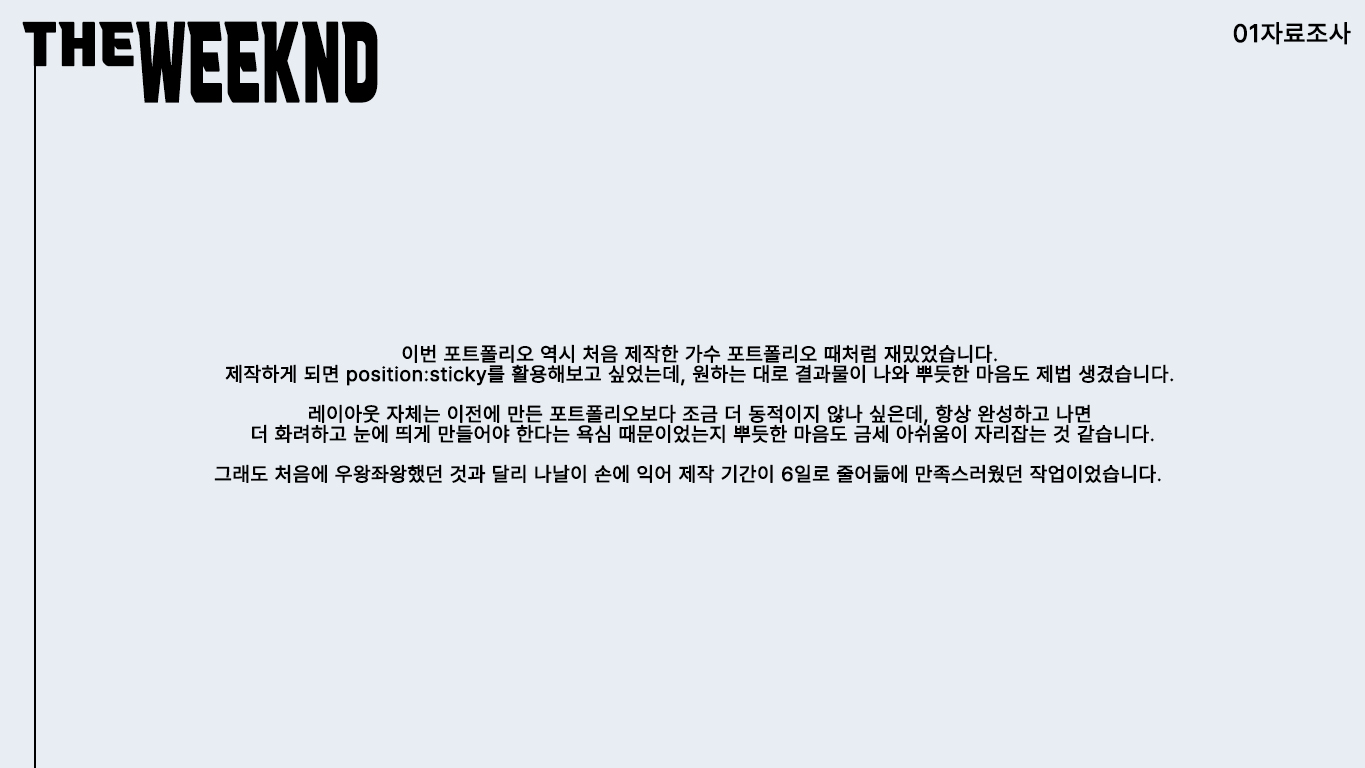 THE WEEKND
01자료조사
이번 포트폴리오 역시 처음 제작한 가수 포트폴리오 때처럼 재밌었습니다.
제작하게 되면 position:sticky를 활용해보고 싶었는데, 원하는 대로 결과물이 나와 뿌듯한 마음도 제법 생겼습니다.
레이아웃 자체는 이전에 만든 포트폴리오보다 조금 더 동적이지 않나 싶은데, 항상 완성하고 나면
더 화려하고 눈에 띄게 만들어야 한다는 욕심 때문이었는지 뿌듯한 마음도 금세 아쉬움이 자리잡는 것 같습니다.
그래도 처음에 우왕좌왕했던 것과 달리 나날이 손에 익어 제작 기간이 6일로 줄어듦에 만족스러웠던 작업이었습니다.